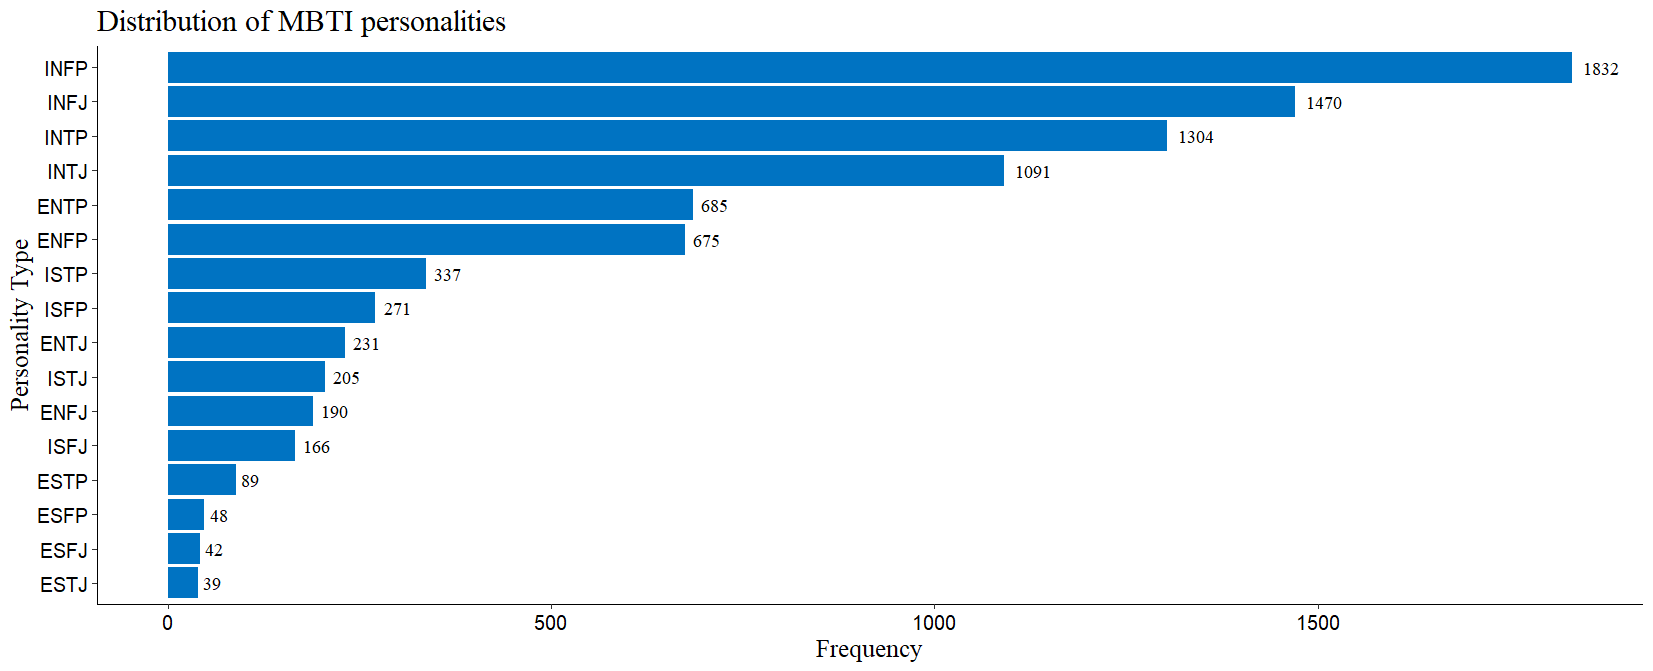 Distribution of MBTI personalities
Personality Type
INFP 1832
INFJ 1470
INTP 1304
INTJ 1091
ENTP 685
ENFP 675
ISTP 337
ISFP 271
ENTJ 231
ISTJ 205
ENFJ 190
ISFJ 166
ESTP 89
ESFP 48
ESFJ 42
ESTJ 39
0 500 1000 1500
Frequency